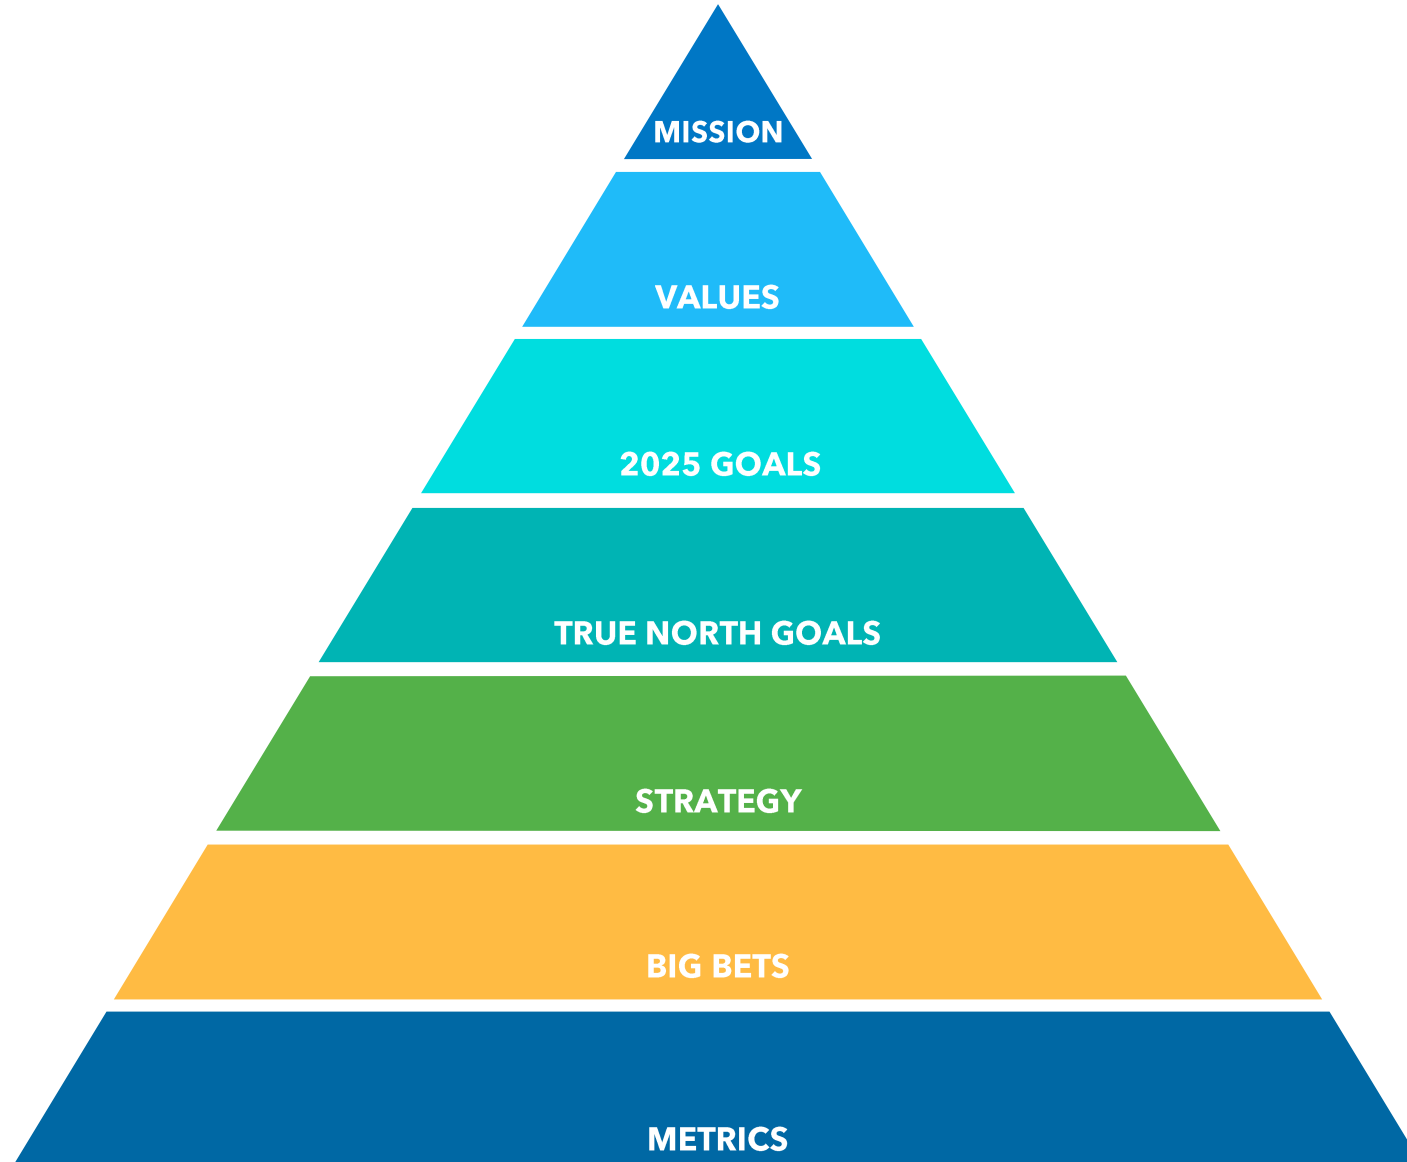 MISSION
VALUES
2025 GOALS
TRUE NORTH GOALS
STRATEGY
BIG BETS
METRICS